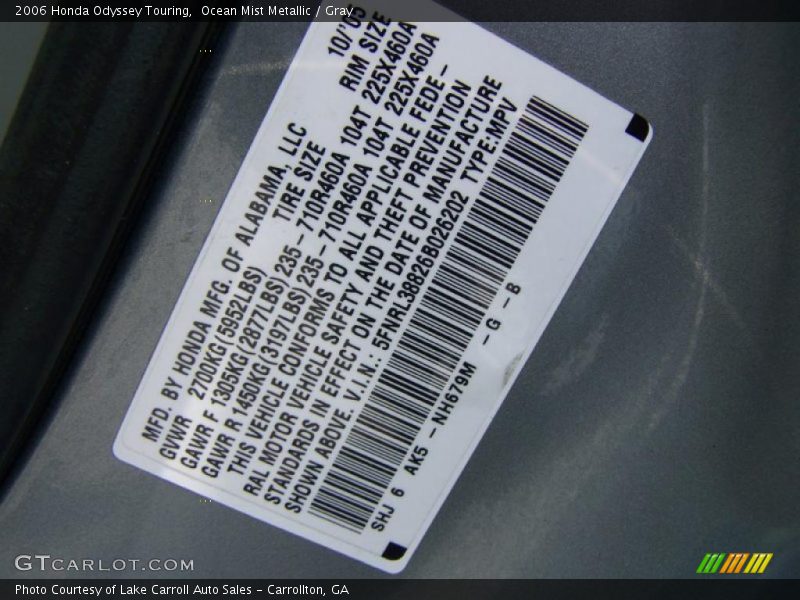 2006 Honda Odyssey Touring, Ocean Mist Metallic / Gray
MFD. BY HONDA MFG. OF ALABAMA, LLC 10/'05
GVWR 2700KG(5952LBS) TIRE SIZE RIM SIZE
GAWR F 1305KG(2877LBS) 235-710R460A 104T 225X460A
GAWR R 1450KG(3197LBS) 235-710R460A 104T 225X460A
THIS VEHICLE CONFORMS TO ALL APPLICABLE FEDE-
RAL MOTOR VEHICLE SAFETY AND THEFT PREVENTION
STANDARDS IN EFFECT ON THE DATE OF MANUFACTURE
SHOWN ABOVE. V.I.N.: 5FNRL38826B026202 TYPE:MPV
SHJ 6 AK5 -NH679M -G -B
GTCARLOT.COM
Photo Courtesy of Lake Carroll Auto Sales - Carrollton, GA